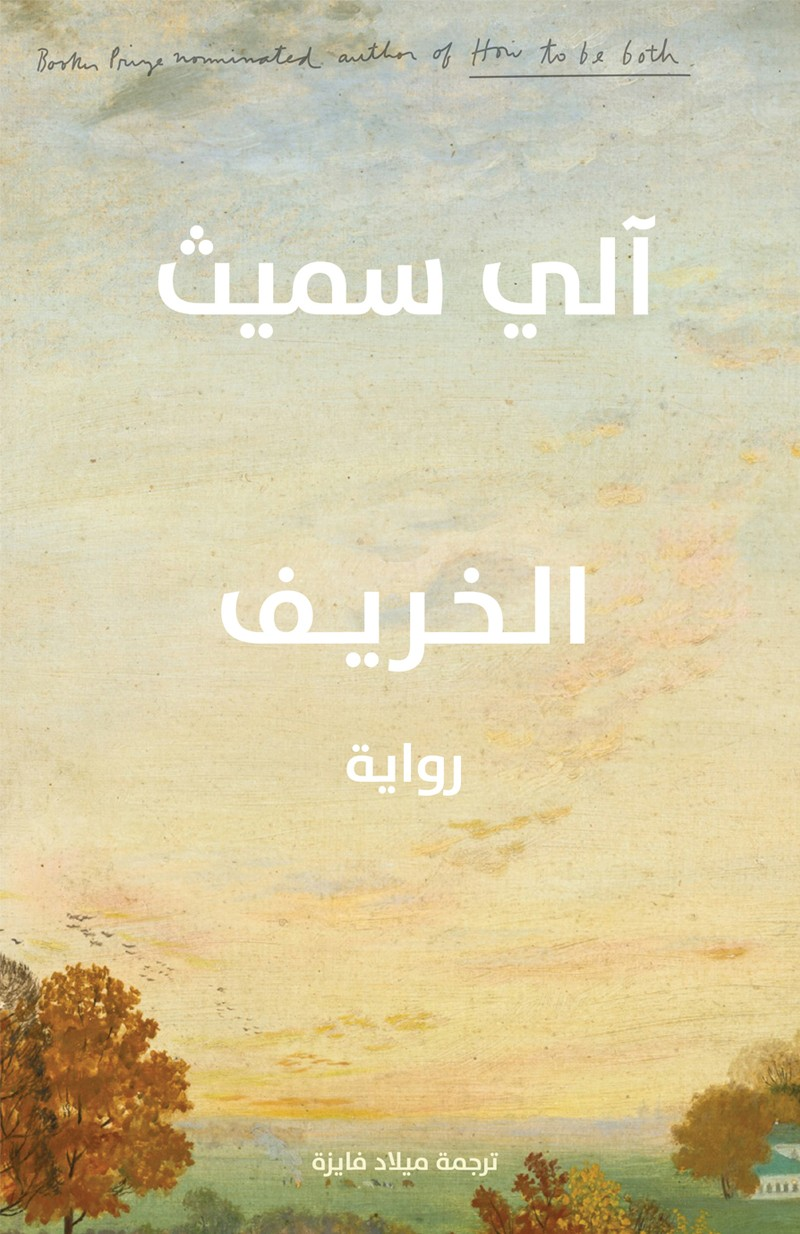 Booker Prize nominated author of How to be both.
آلي سميث
الخريف
رواية
ترجمة ميلاد فايزة